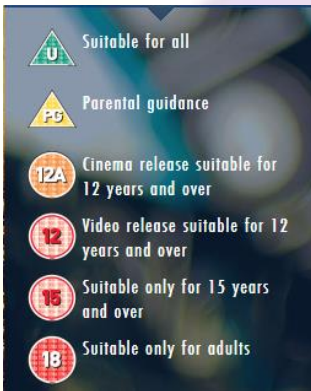 U Suitable for all
PG Parental guidance
12A Cinema release suitable for
12 years and over
12 Video release suitable for 12
years and over
15 Suitable only for 15 years
and over
18 Suitable only for adults